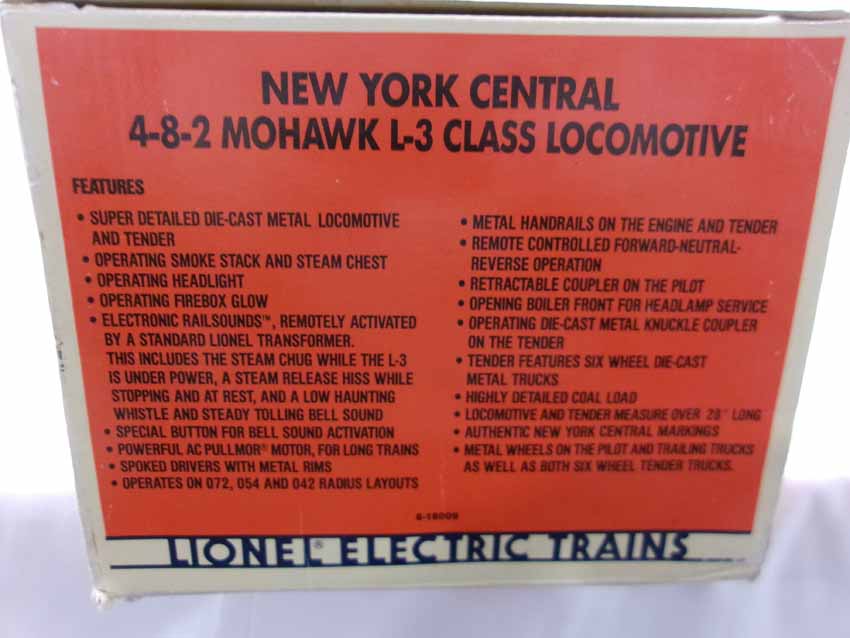 NEW YORK CENTRAL
4-8-2 MOHAWK L-3 CLASS LOCOMOTIVE
FEATURES
• SUPER DETAILED DIE-CAST METAL LOCOMOTIVE
AND TENDER
• OPERATING SMOKE STACK AND STEAM CHEST
• OPERATING HEADLIGHT
• OPERATING FIREBOX GLOW
• ELECTRONIC RAILSOUNDS™, REMOTELY ACTIVATED
BY A STANDARD LIONEL TRANSFORMER.
THIS INCLUDES THE STEAM CHUG WHILE THE L-3
IS UNDER POWER, A STEAM RELEASE HISS WHILE
STOPPING AND AT REST, AND A LOW HAUNTING
WHISTLE AND STEADY TOLLING BELL SOUND
• SPECIAL BUTTON FOR BELL SOUND ACTIVATION
• POWERFUL AC PULLMOR® MOTOR, FOR LONG TRAINS
• SPOKED DRIVERS WITH METAL RIMS
• OPERATES ON 072, 054 AND 042 RADIUS LAYOUTS
• METAL HANDRAILS ON THE ENGINE AND TENDER
• REMOTE CONTROLLED FORWARD-NEUTRAL-
REVERSE OPERATION
• RETRACTABLE COUPLER ON THE PILOT
• OPENING BOILER FRONT FOR HEADLAMP SERVICE
• OPERATING DIE-CAST METAL KNUCKLE COUPLER
ON THE TENDER
• TENDER FEATURES SIX WHEEL DIE-CAST
METAL TRUCKS
• HIGHLY DETAILED COAL LOAD
• LOCOMOTIVE AND TENDER MEASURE OVER 28" LONG
• AUTHENTIC NEW YORK CENTRAL MARKINGS
• METAL WHEELS ON THE PILOT AND TRAILING TRUCKS
AS WELL AS BOTH SIX WHEEL TENDER TRUCKS.
6-18009
LIONEL® ELECTRIC TRAINS